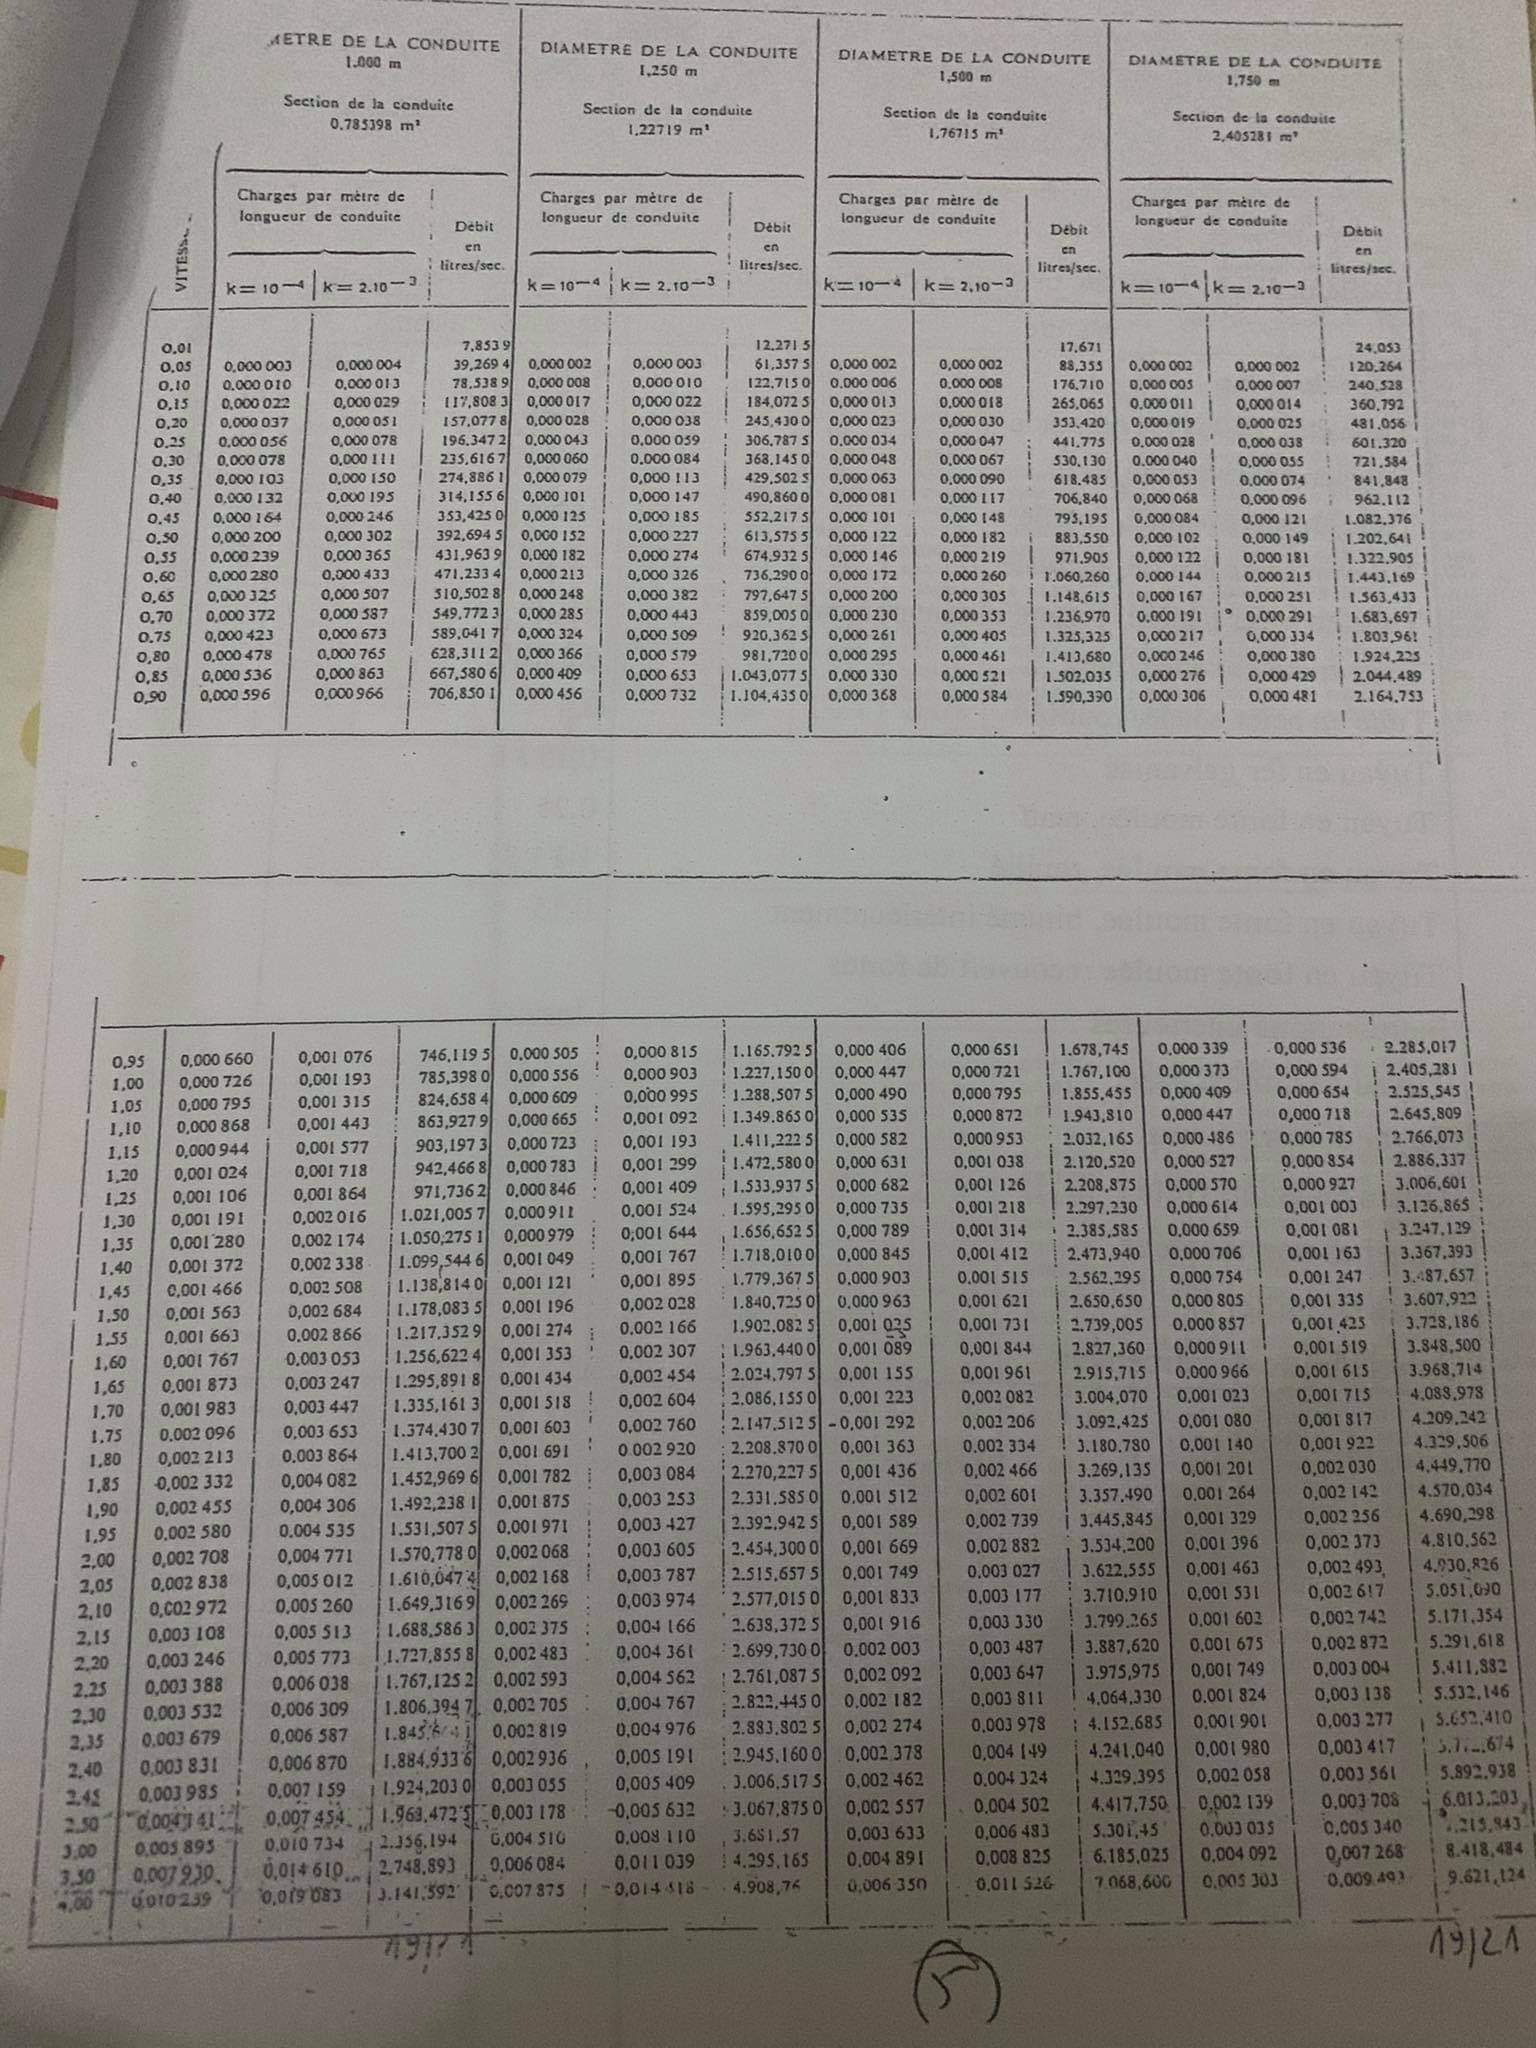 METRE DE LA CONDUITE DIAMETRE DE LA CONDUITE DIAMETRE DE LA CONDUITE DIAMETRE DE LA CONDUITE
1.000 m 1,250 m 1,500 m 1,750 m
Section de la conduite Section de la conduite Section de la conduite Section de la conduite
0.785398 m² 1,22719 m² 1,76715 m² 2,405281 m²
Charges par mètre de Charges par mètre de Charges par mètre de Charges par mètre de
longueur de conduite longueur de conduite longueur de conduite longueur de conduite
VITESS
Débit Débit Débit Débit
en en en en
litres/sec. litres/sec. litres/sec. litres/sec.
k=10⁻⁴ k=2.10⁻³ k=10⁻⁴ k=2.10⁻³ k=10⁻⁴ k=2,10⁻³ k=10⁻⁴ k=2,10⁻³
0,01 7,853 9 12,271 5 17,671 24,053
0,05 0,000 003 0,000 004 39,269 4 0,000 002 0,000 003 61,357 5 0,000 002 0,000 002 88,355 0,000 002 0,000 002 120,264
0,10 0,000 010 0,000 013 78,538 9 0,000 008 0,000 010 122,715 0 0,000 006 0,000 008 176,710 0,000 005 0,000 007 240,528
0,15 0,000 022 0,000 029 117,808 3 0,000 017 0,000 022 184,072 5 0,000 013 0,000 018 265,065 0,000 011 0,000 014 360,792
0,20 0,000 037 0,000 051 157,077 8 0,000 028 0,000 038 245,430 0 0,000 023 0,000 030 353,420 0,000 019 0,000 025 481,056
0,25 0,000 056 0,000 078 196,347 2 0,000 043 0,000 059 306,787 5 0,000 034 0,000 047 441,775 0,000 028 0,000 038 601,320
0,30 0,000 078 0,000 111 235,616 7 0,000 060 0,000 084 368,145 0 0,000 048 0,000 067 530,130 0,000 040 0,000 055 721,584
0,35 0,000 103 0,000 150 274,886 1 0,000 079 0,000 113 429,502 5 0,000 063 0,000 090 618,485 0,000 053 0,000 074 841,848
0,40 0,000 132 0,000 195 314,155 6 0,000 101 0,000 147 490,860 0 0,000 081 0,000 117 706,840 0,000 068 0,000 096 962,112
0,45 0,000 164 0,000 246 353,425 0 0,000 125 0,000 185 552,217 5 0,000 101 0,000 148 795,195 0,000 084 0,000 121 1.082,376
0,50 0,000 200 0,000 302 392,694 5 0,000 152 0,000 227 613,575 5 0,000 122 0,000 182 883,550 0,000 102 0,000 149 1.202,641
0,55 0,000 239 0,000 365 431,963 9 0,000 182 0,000 274 674,932 5 0,000 146 0,000 219 971,905 0,000 122 0,000 181 1.322,905
0,60 0,000 280 0,000 433 471,233 4 0,000 213 0,000 326 736,290 0 0,000 172 0,000 260 1.060,260 0,000 144 0,000 215 1.443,169
0,65 0,000 325 0,000 507 510,502 8 0,000 248 0,000 382 797,647 5 0,000 200 0,000 305 1.148,615 0,000 167 0,000 251 1.563,433
0,70 0,000 372 0,000 587 549,772 3 0,000 285 0,000 443 859,005 0 0,000 230 0,000 353 1.236,970 0,000 191 0,000 291 1.683,697
0,75 0,000 423 0,000 673 589,041 7 0,000 324 0,000 509 920,362 5 0,000 261 0,000 405 1.325,325 0,000 217 0,000 334 1.803,961
0,80 0,000 478 0,000 765 628,311 2 0,000 366 0,000 579 981,720 0 0,000 295 0,000 461 1.413,680 0,000 246 0,000 380 1.924,225
0,85 0,000 536 0,000 863 667,580 6 0,000 409 0,000 653 1.043,077 5 0,000 330 0,000 521 1.502,035 0,000 276 0,000 429 2.044,489
0,90 0,000 596 0,000 966 706,850 1 0,000 456 0,000 732 1.104,435 0 0,000 368 0,000 584 1.590,390 0,000 306 0,000 481 2.164,753
0,95 0,000 660 0,001 076 746,119 5 0,000 505 0,000 815 1.165,792 5 0,000 406 0,000 651 1.678,745 0,000 339 0,000 536 2.285,017
1,00 0,000 726 0,001 193 785,398 0 0,000 556 0,000 903 1.227,150 0 0,000 447 0,000 721 1.767,100 0,000 373 0,000 594 2.405,281
1,05 0,000 795 0,001 315 824,658 4 0,000 609 0,000 995 1.288,507 5 0,000 490 0,000 795 1.855,455 0,000 409 0,000 654 2.525,545
1,10 0,000 868 0,001 443 863,927 9 0,000 665 0,001 092 1.349,865 0 0,000 535 0,000 872 1.943,810 0,000 447 0,000 718 2.645,809
1,15 0,000 944 0,001 577 903,197 3 0,000 723 0,001 193 1.411,222 5 0,000 582 0,000 953 2.032,165 0,000 486 0,000 785 2.766,073
1,20 0,001 024 0,001 718 942,466 8 0,000 783 0,001 299 1.472,580 0 0,000 631 0,001 038 2.120,520 0,000 527 0,000 854 2.886,337
1,25 0,001 106 0,001 864 971,736 2 0,000 846 0,001 409 1.533,937 5 0,000 682 0,001 126 2.208,875 0,000 570 0,000 927 3.006,601
1,30 0,001 191 0,002 016 1.021,005 7 0,000 911 0,001 524 1.595,295 0 0,000 735 0,001 218 2.297,230 0,000 614 0,001 003 3.126,865
1,35 0,001 280 0,002 174 1.050,275 1 0,000 979 0,001 644 1.656,652 5 0,000 789 0,001 314 2.385,585 0,000 659 0,001 081 3.247,129
1,40 0,001 372 0,002 338 1.099,544 6 0,001 049 0,001 767 1.718,010 0 0,000 845 0,001 412 2.473,940 0,000 706 0,001 163 3.367,393
1,45 0,001 466 0,002 508 1.138,814 0 0,001 121 0,001 895 1.779,367 5 0,000 903 0,001 515 2.562,295 0,000 754 0,001 247 3.487,657
1,50 0,001 563 0,002 684 1.178,083 5 0,001 196 0,002 028 1.840,725 0 0,000 963 0,001 621 2.650,650 0,000 805 0,001 335 3.607,922
1,55 0,001 663 0,002 866 1.217,352 9 0,001 274 0,002 166 1.902,082 5 0,001 025 0,001 731 2.739,005 0,000 857 0,001 425 3.728,186
1,60 0,001 767 0,003 053 1.256,622 4 0,001 353 0,002 307 1.963,440 0 0,001 089 0,001 844 2.827,360 0,000 911 0,001 519 3.848,500
1,65 0,001 873 0,003 247 1.295,891 8 0,001 434 0,002 454 2.024,797 5 0,001 155 0,001 961 2.915,715 0,000 966 0,001 615 3.968,714
1,70 0,001 983 0,003 447 1.335,161 3 0,001 518 0,002 604 2.086,155 0 0,001 223 0,002 082 3.004,070 0,001 023 0,001 715 4.088,978
1,75 0,002 096 0,003 653 1.374,430 7 0,001 603 0,002 760 2.147,512 5 0,001 292 0,002 206 3.092,425 0,001 080 0,001 817 4.209,242
1,80 0,002 213 0,003 864 1.413,700 2 0,001 691 0,002 920 2.208,870 0 0,001 363 0,002 334 3.180,780 0,001 140 0,001 922 4.329,506
1,85 0,002 332 0,004 082 1.452,969 6 0,001 782 0,003 084 2.270,227 5 0,001 436 0,002 466 3.269,135 0,001 201 0,002 030 4.449,770
1,90 0,002 455 0,004 306 1.492,238 1 0,001 875 0,003 253 2.331,585 0 0,001 512 0,002 601 3.357,490 0,001 264 0,002 142 4.570,034
1,95 0,002 580 0,004 535 1.531,507 5 0,001 971 0,003 427 2.392,942 5 0,001 589 0,002 739 3.445,845 0,001 329 0,002 256 4.690,298
2,00 0,002 708 0,004 771 1.570,778 0 0,002 068 0,003 605 2.454,300 0 0,001 669 0,002 882 3.534,200 0,001 396 0,002 373 4.810,562
2,05 0,002 838 0,005 012 1.610,047 4 0,002 168 0,003 787 2.515,657 5 0,001 749 0,003 027 3.622,555 0,001 463 0,002 493 4.930,826
2,10 0,002 972 0,005 260 1.649,316 9 0,002 269 0,003 974 2.577,015 0 0,001 833 0,003 177 3.710,910 0,001 531 0,002 617 5.051,090
2,15 0,003 108 0,005 513 1.688,586 3 0,002 375 0,004 166 2.638,372 5 0,001 916 0,003 330 3.799,265 0,001 602 0,002 742 5.171,354
2,20 0,003 246 0,005 773 1.727,855 8 0,002 483 0,004 361 2.699,730 0 0,002 003 0,003 487 3.887,620 0,001 675 0,002 872 5.291,618
2,25 0,003 388 0,006 038 1.767,125 2 0,002 593 0,004 562 2.761,087 5 0,002 092 0,003 647 3.975,975 0,001 749 0,003 004 5.411,882
2,30 0,003 532 0,006 309 1.806,394 7 0,002 705 0,004 767 2.822,445 0 0,002 182 0,003 811 4.064,330 0,001 824 0,003 138 5.532,146
2,35 0,003 679 0,006 587 0,002 819 0,004 976 2.883,802 5 0,002 274 0,003 978 4.152,685 0,001 901 0,003 277 5.652,410
2,40 0,003 831 0,006 870 1.884,933 6 0,002 936 0,005 191 2.945,160 0 0,002 378 0,004 149 4.241,040 0,001 980 0,003 417
2,45 0,003 985 0,007 159 1.924,203 0 0,003 055 0,005 409 3.006,517 5 0,002 462 0,004 324 4.329,395 0,002 058 0,003 561 5.892,938
2,50 0,004 141 0,007 454 1.963,472 5 0,003 178 0,005 632 3.067,875 0 0,002 557 0,004 502 4.417,750 0,002 139 0,003 708 6.013,203
3,00 0,005 895 0,010 734 2.356,194 0,004 510 0,008 110 3.681,57 0,003 633 0,006 483 5.301,45 0,003 035 0,005 340
3,50 0,007 930 0,014 610 2.748,893 0,006 084 0,011 039 4.295,165 0,004 891 0,008 825 6.185,025 0,004 092 0,007 268 8.418,484
4,00 0,010 239 0,019 083 3.141,592 0,007 875 0,014 418 4.908,76 0,006 350 0,011 526 7.068,600 0,005 303 0,009 493 9.621,124
19/21
5